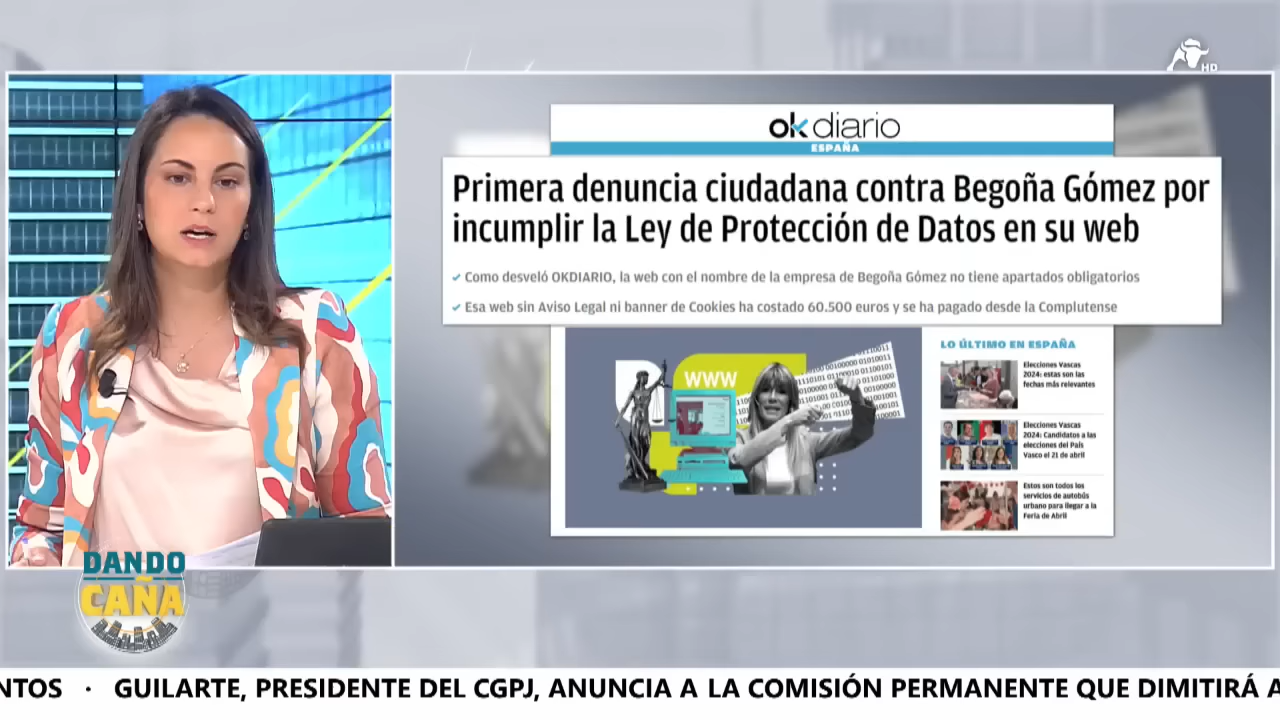 HD
okdiario
ESPAÑA
Primera denuncia ciudadana contra Begoña Gómez por
incumplir la Ley de Protección de Datos en su web
Como desveló OKDIARIO, la web con el nombre de la empresa de Begoña Gómez no tiene apartados obligatorios
Esa web sin Aviso Legal ni banner de Cookies ha costado 60.500 euros y se ha pagado desde la Complutense
WWW
LO ÚLTIMO EN ESPAÑA
Elecciones Vascas
2024: estas son las
fechas más relevantes
Elecciones Vascas
2024: Candidatos a las
elecciones del País
Vasco el 21 de abril
Estos son todos los
servicios de autobús
urbano para llegar a la
Feria de Abril
DANDO
CAÑA
NTOS · GUILARTE, PRESIDENTE DEL CGPJ, ANUNCIA A LA COMISIÓN PERMANENTE QUE DIMITIRÁ A